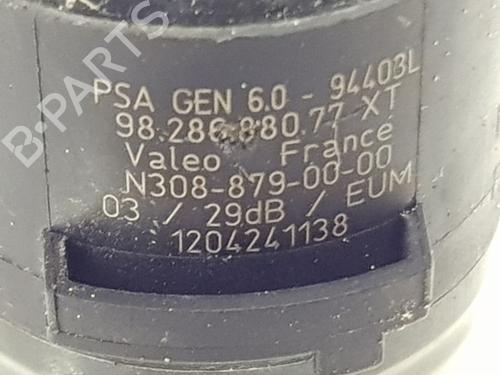 PSA GEN 6.0 - 94403L
98.286.880.77 XT
Valeo France
N308-879-00-00
03 / 29dB / EUM
1204241138
B-PARTS